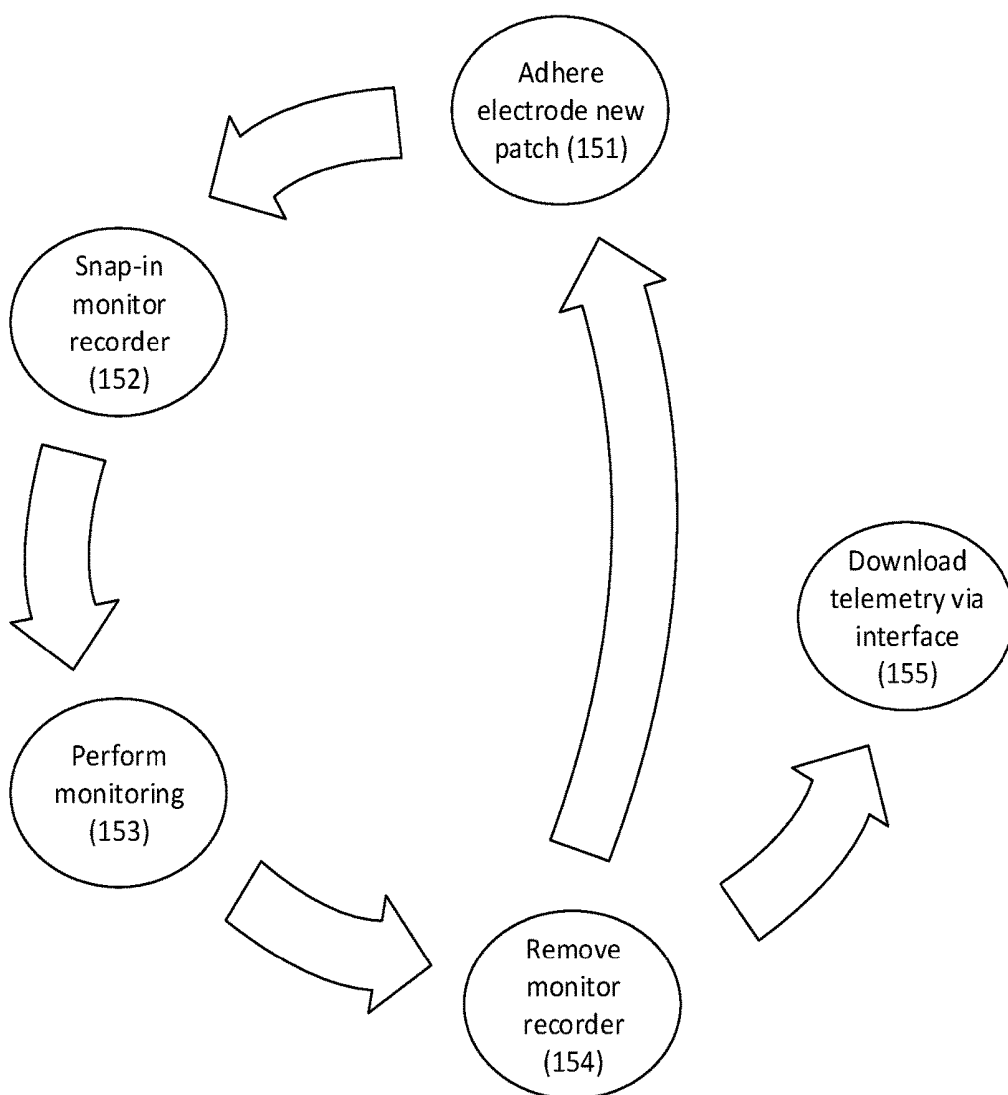 Adhere
electrode new
patch (151)
Snap-in
monitor
recorder
(152)
Perform
monitoring
(153)
Remove
monitor
recorder
(154)
Download
telemetry via
interface
(155)